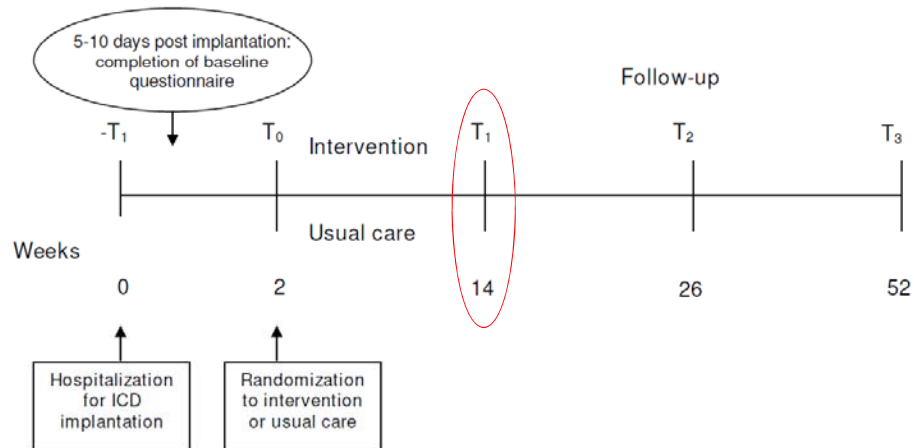 5-10 days post implantation:
completion of baseline
questionnaire
Follow-up
-T1 T0 T1 T2 T3
Intervention
Usual care
Weeks
0 2 14 26 52
Hospitalization
for ICD
implantation
Randomization
to intervention
or usual care